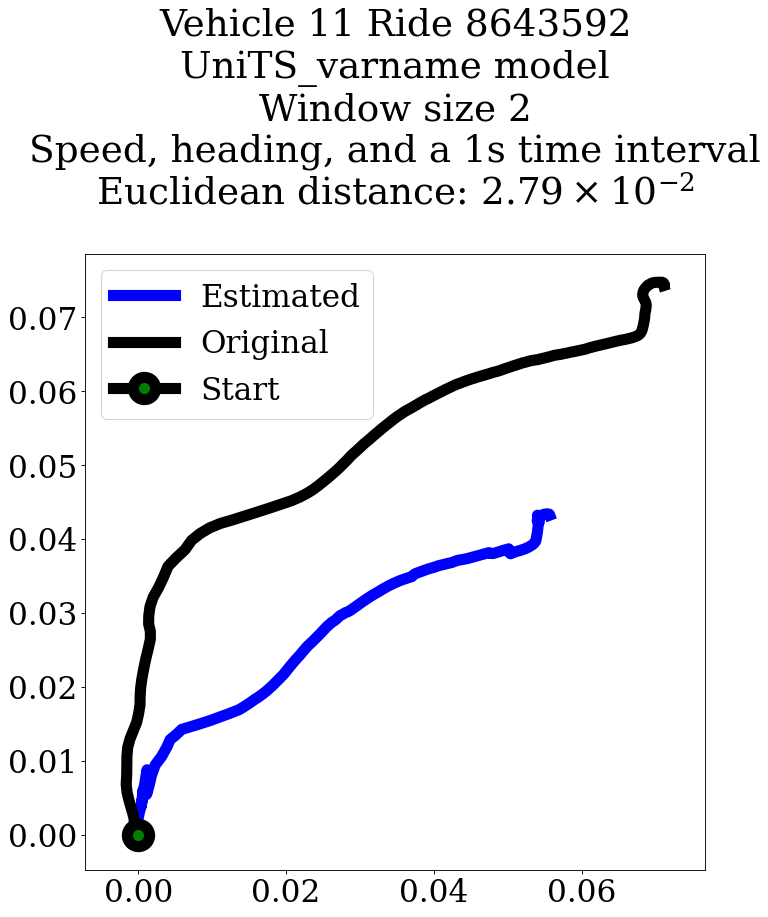 Vehicle 11 Ride 8643592
UniTS_varname model
Window size 2
Speed, heading, and a 1s time interval
Euclidean distance: 2.79 × 10⁻²
Estimated
Original
Start
0.07
0.06
0.05
0.04
0.03
0.02
0.01
0.00
0.00 0.02 0.04 0.06